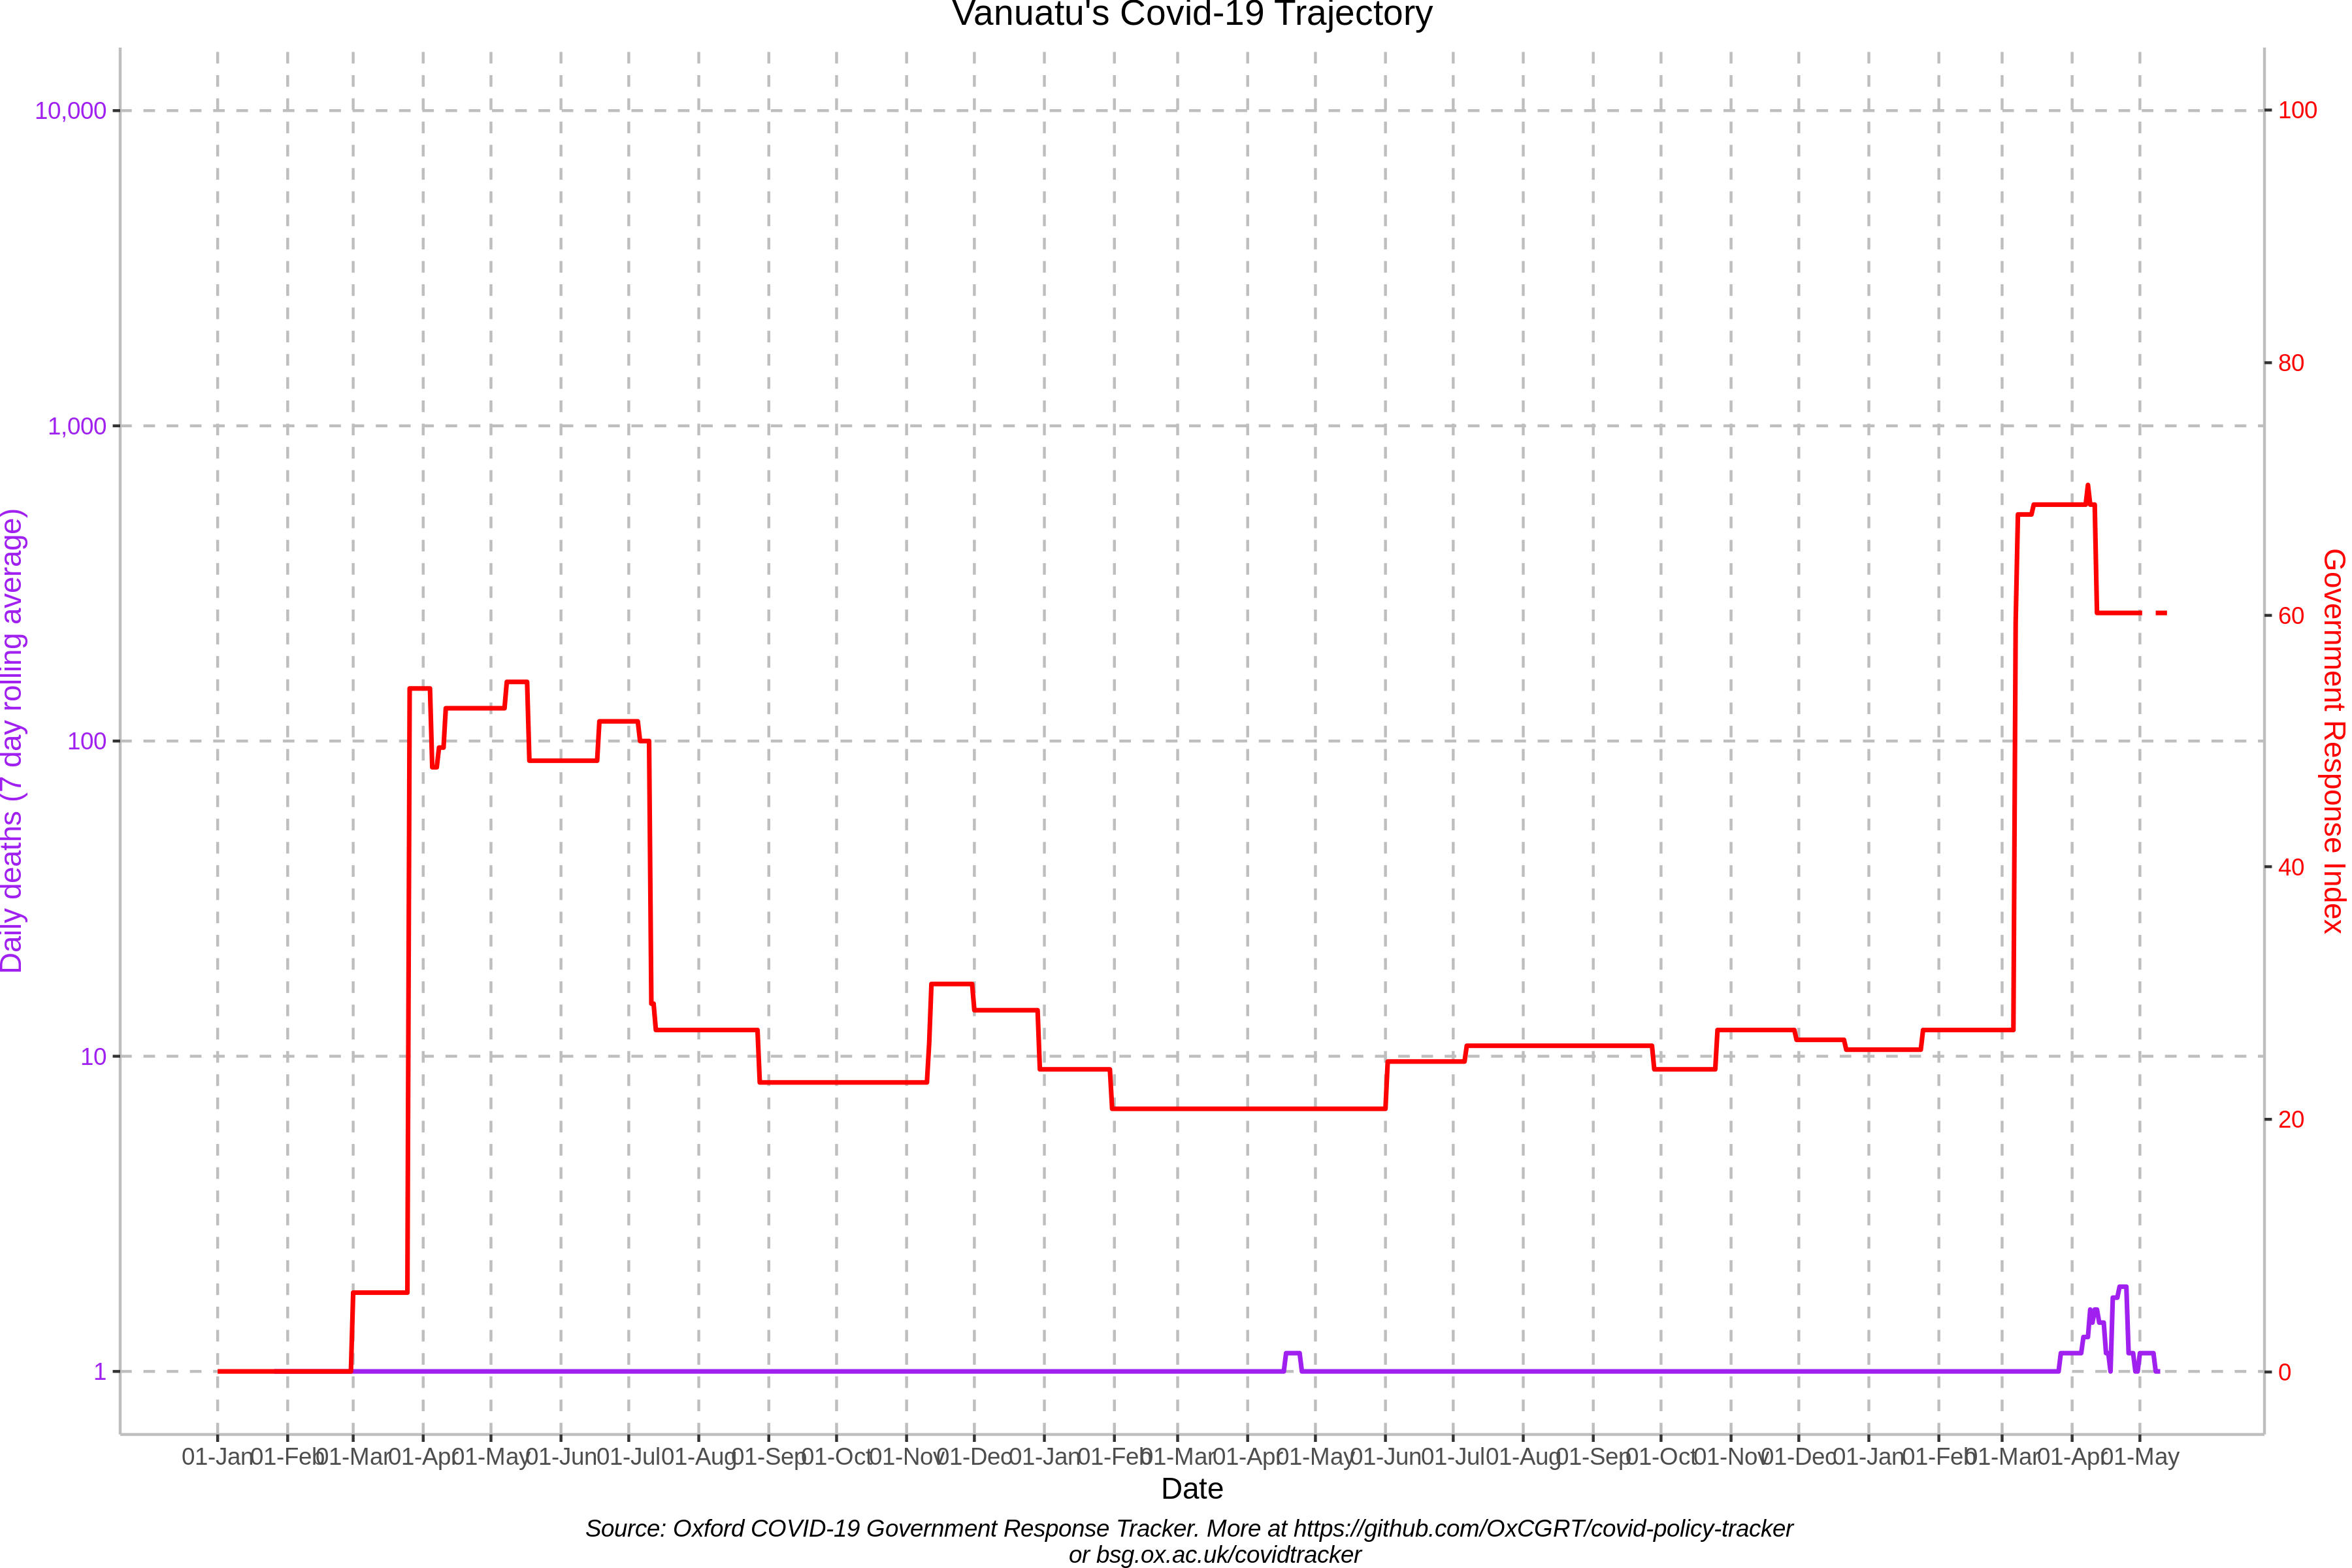 Vanuatu's Covid-19 Trajectory
10,000
1,000
100
10
1
Daily deaths (7 day rolling average)
100
80
60
40
20
0
Government Response Index
01-Jan 01-Feb 01-Mar 01-Apr 01-May 01-Jun 01-Jul 01-Aug 01-Sep 01-Oct 01-Nov 01-Dec 01-Jan 01-Feb 01-Mar 01-Apr 01-May 01-Jun 01-Jul 01-Aug 01-Sep 01-Oct 01-Nov 01-Dec 01-Jan 01-Feb 01-Mar 01-Apr 01-May
Date
Source: Oxford COVID-19 Government Response Tracker. More at https://github.com/OxCGRT/covid-policy-tracker
or bsg.ox.ac.uk/covidtracker